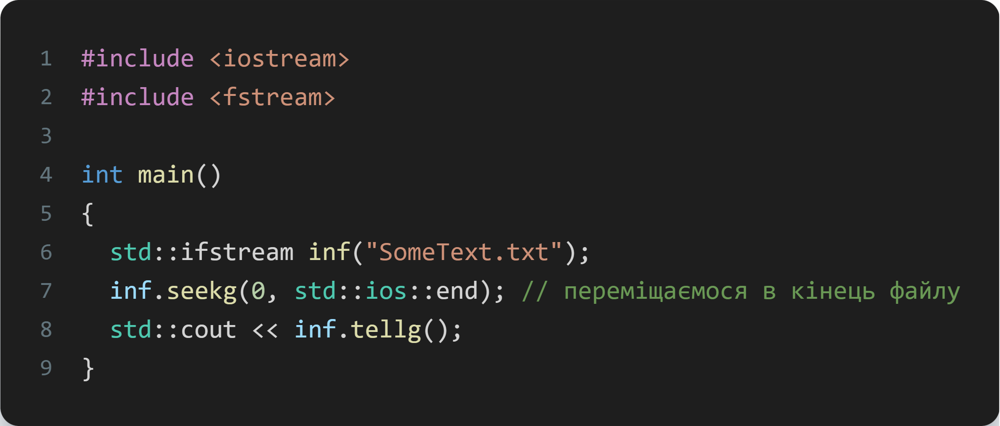 1 #include <iostream>
2 #include <fstream>
3
4 int main()
5 {
6   std::ifstream inf("SomeText.txt");
7   inf.seekg(0, std::ios::end); // переміщаємося в кінець файлу
8   std::cout << inf.tellg();
9 }